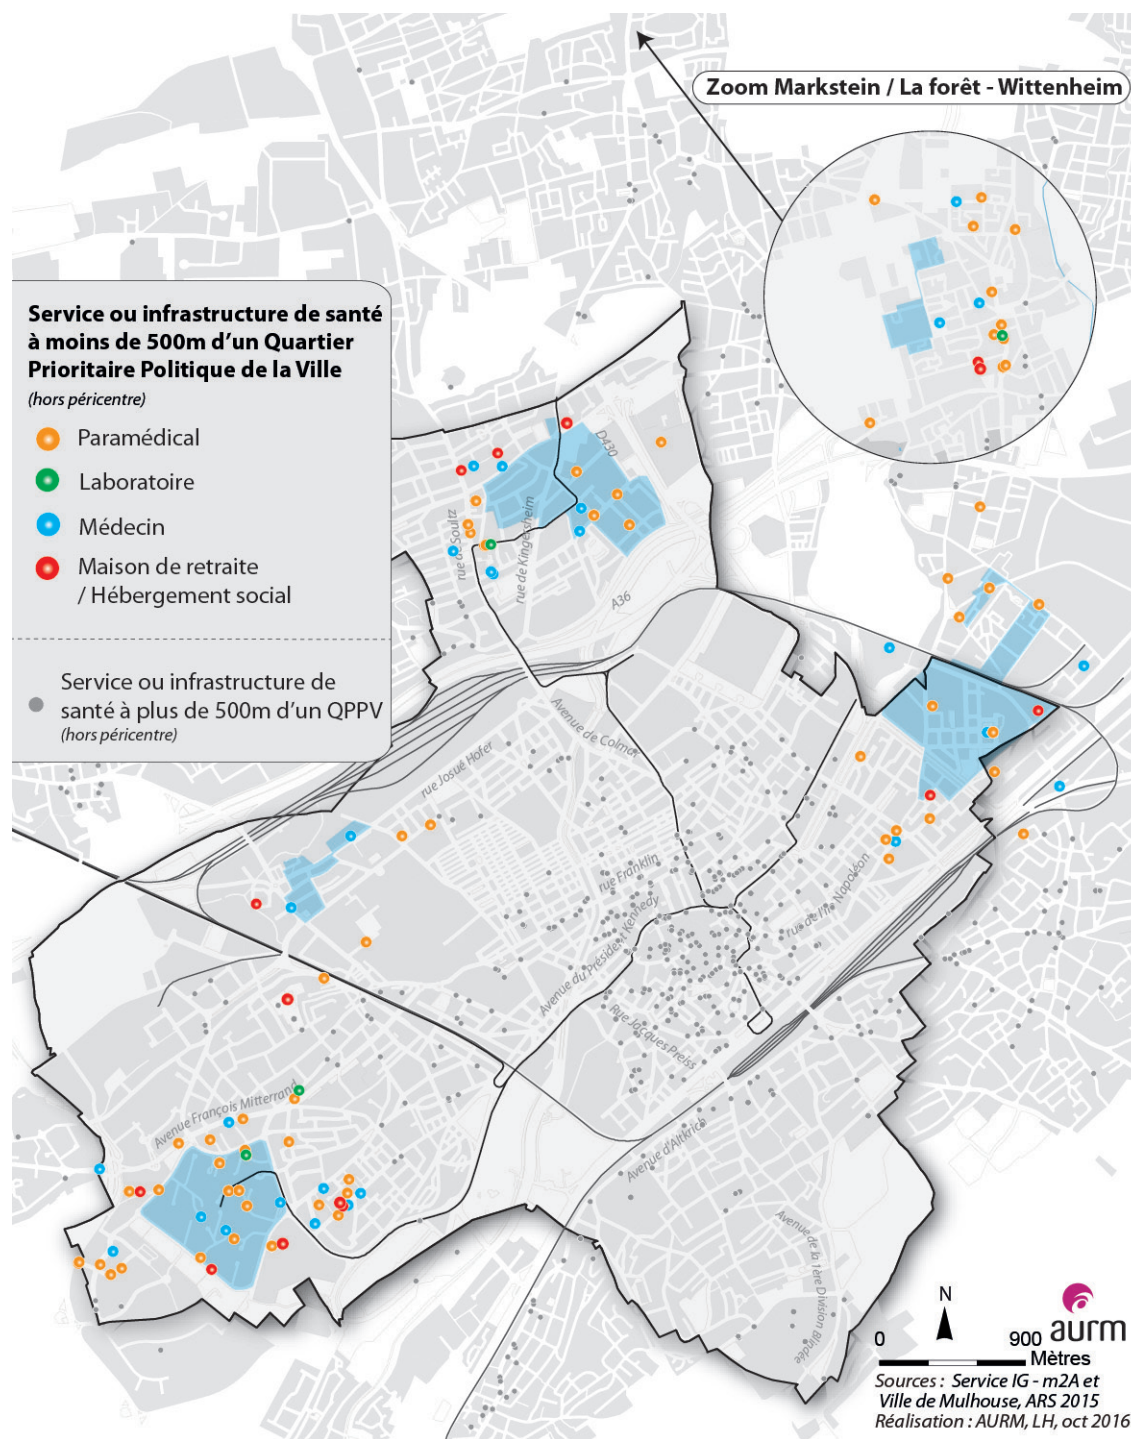 Zoom Markstein / La forêt - Wittenheim
Service ou infrastructure de santé
à moins de 500m d'un Quartier
Prioritaire Politique de la Ville
(hors péricentre)
Paramédical
Laboratoire
Médecin
Maison de retraite
/ Hébergement social
Service ou infrastructure de
santé à plus de 500m d'un QPPV
(hors péricentre)
D430
rue de Soultz
rue de Kingersheim
A36
Avenue de Colmar
rue Josué Hofer
rue Franklin
rue de l'Ile Napoléon
Avenue du Président Kennedy
Rue Jacques Preiss
Avenue François Mitterrand
Avenue d'Altkirch
Avenue de la 1ère Division Blindée
N
0 900
Mètres
aurm
Sources : Service IG - m2A et
Ville de Mulhouse, ARS 2015
Réalisation : AURM, LH, oct 2016